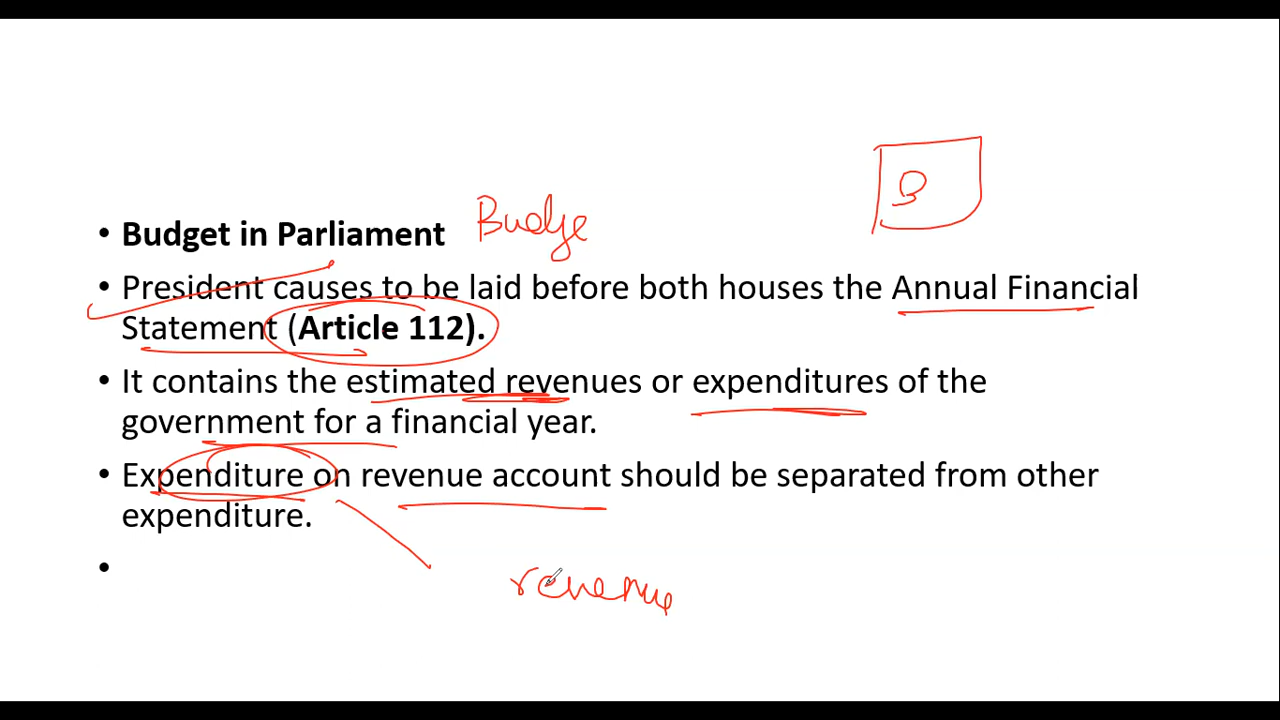 • Budget in Parliament Budge
• President causes to be laid before both houses the Annual Financial
Statement (Article 112).
• It contains the estimated revenues or expenditures of the
government for a financial year.
• Expenditure on revenue account should be separated from other
expenditure.
•
revenue